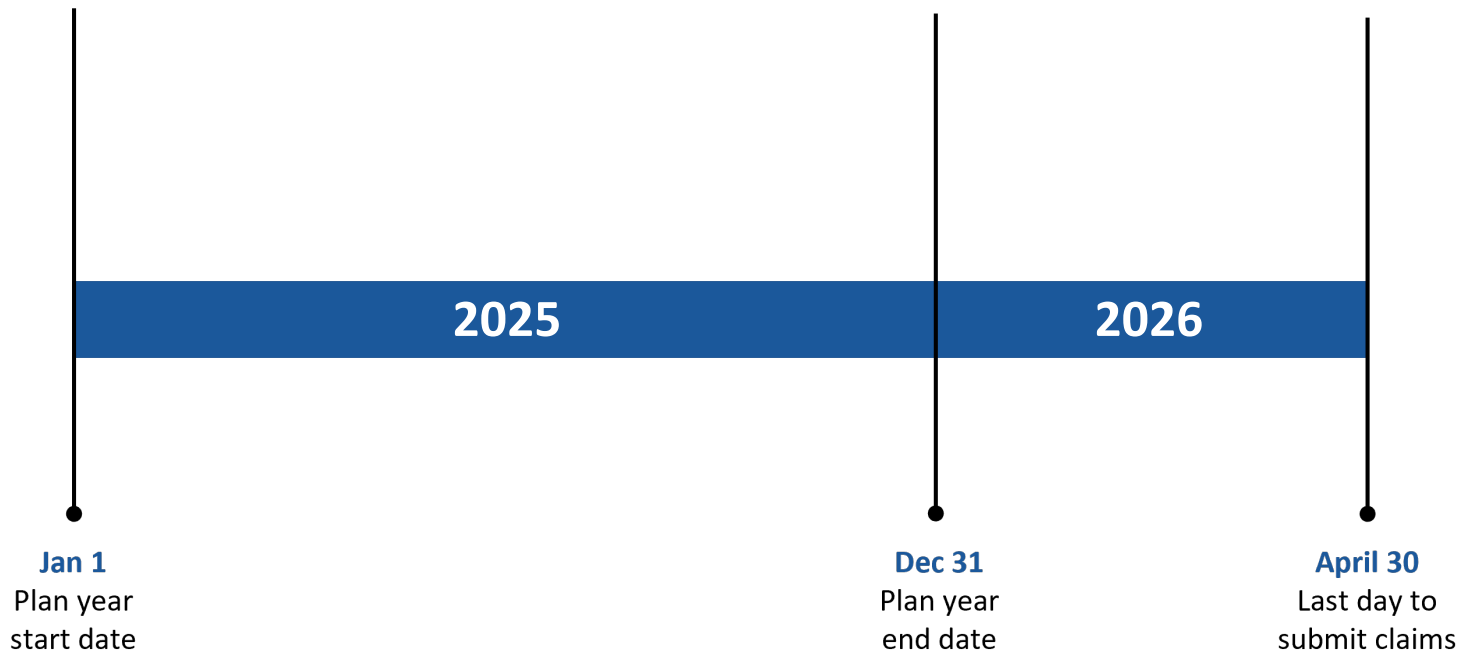 2025
2026
Jan 1
Plan year
start date
Dec 31
Plan year
end date
April 30
Last day to
submit claims